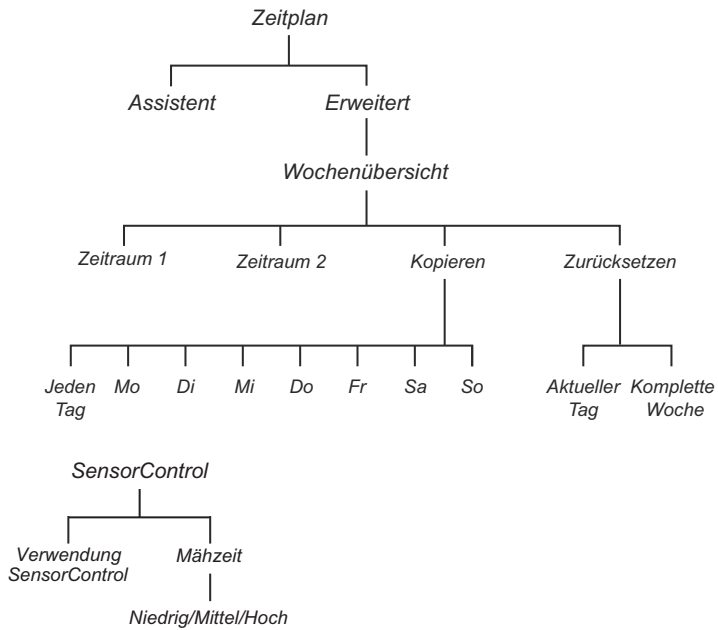 Zeitplan
Assistent
Erweitert
Wochenübersicht
Zeitraum 1
Zeitraum 2
Kopieren
Zurücksetzen
Jeden
Tag
Mo
Di
Mi
Do
Fr
Sa
So
Aktueller
Tag
Komplette
Woche
SensorControl
Verwendung
SensorControl
Mähzeit
Niedrig/Mittel/Hoch